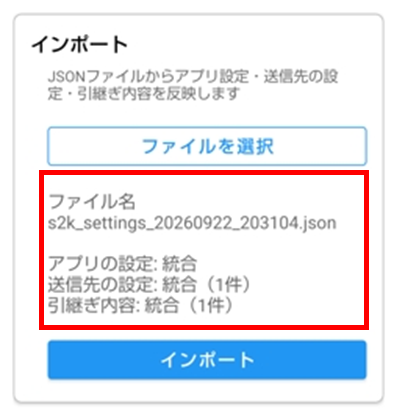 インポート
JSONファイルからアプリ設定・送信先の設
定・引継ぎ内容を反映します
ファイルを選択
ファイル名
s2k_settings_20260922_203104.json
アプリの設定: 統合
送信先の設定: 統合（1件）
引継ぎ内容: 統合（1件）
インポート